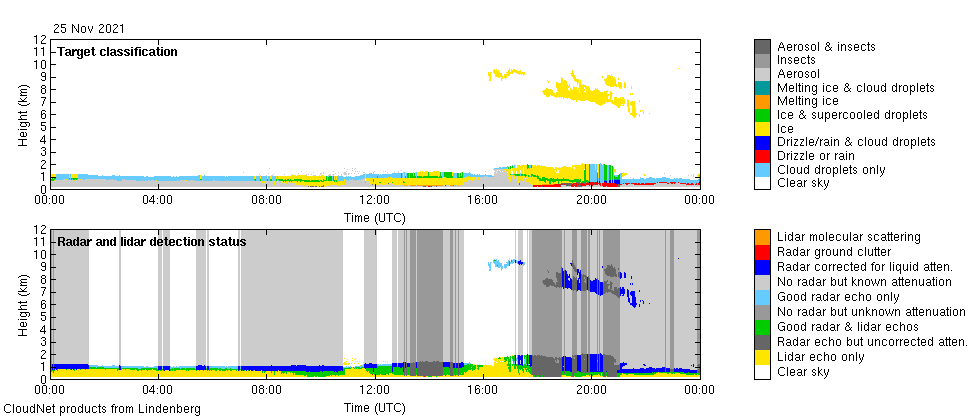 25 Nov 2021
12
11
10
9
8
7
6
5
4
3
2
1
0
Height (km)
Target classification
00:00 04:00 08:00 12:00 16:00 20:00 00:00
Time (UTC)
Aerosol & insects
Insects
Aerosol
Melting ice & cloud droplets
Melting ice
Ice & supercooled droplets
Ice
Drizzle/rain & cloud droplets
Drizzle or rain
Cloud droplets only
Clear sky
12
11
10
9
8
7
6
5
4
3
2
1
0
Height (km)
Radar and lidar detection status
00:00 04:00 08:00 12:00 16:00 20:00 00:00
Time (UTC)
Lidar molecular scattering
Radar ground clutter
Radar corrected for liquid atten.
No radar but known attenuation
Good radar echo only
No radar but unknown attenuation
Good radar & lidar echos
Radar echo but uncorrected atten.
Lidar echo only
Clear sky
CloudNet products from Lindenberg